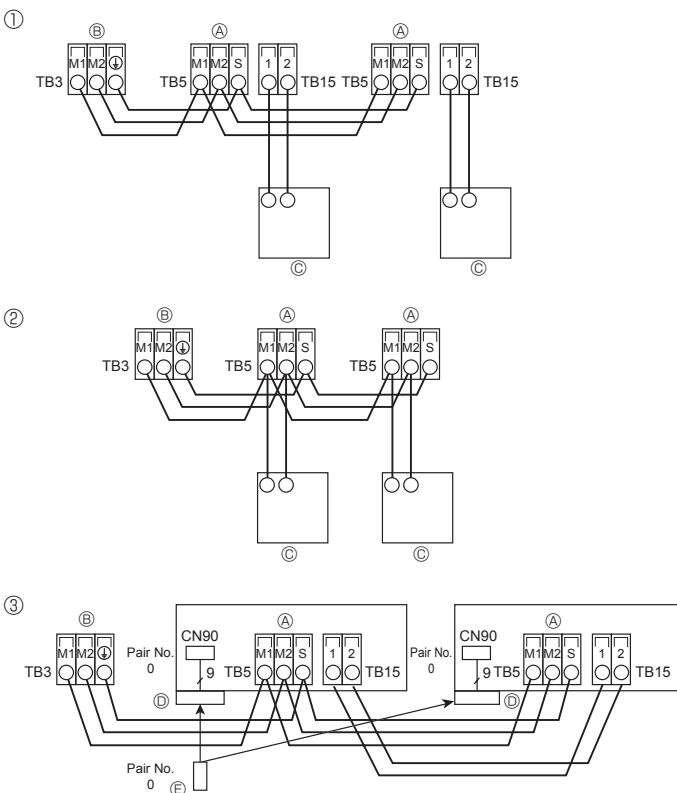 ①
Ⓑ Ⓐ Ⓐ
M1 M2 ⏚ M1 M2 S 1 2 M1 M2 S 1 2
TB3 TB5 TB15 TB5 TB15
Ⓒ Ⓒ
②
Ⓑ Ⓐ Ⓐ
M1 M2 ⏚ M1 M2 S M1 M2 S
TB3 TB5 TB5
Ⓒ Ⓒ
③
Ⓑ Ⓐ Ⓐ
CN90 CN90
M1 M2 ⏚ Pair No. M1 M2 S 1 2 Pair No. M1 M2 S 1 2
TB3 0 9 TB5 TB15 0 9 TB5 TB15
Ⓓ Ⓓ
Pair No.
0 Ⓔ